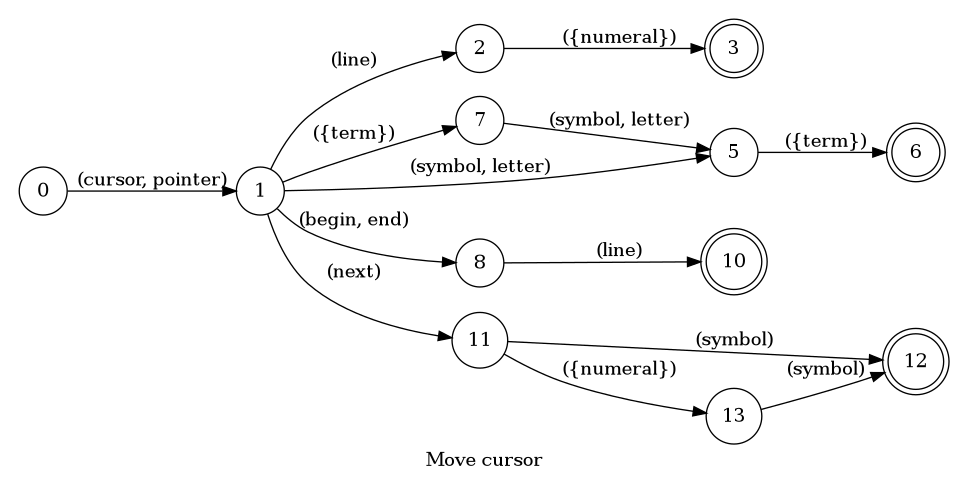 (line)
2
({numeral})
3
({term})
7
(symbol, letter)
5
({term})
6
(symbol, letter)
0
(cursor, pointer)
1
(begin, end)
8
(line)
10
(next)
11
(symbol)
12
({numeral})
13
(symbol)
Move cursor